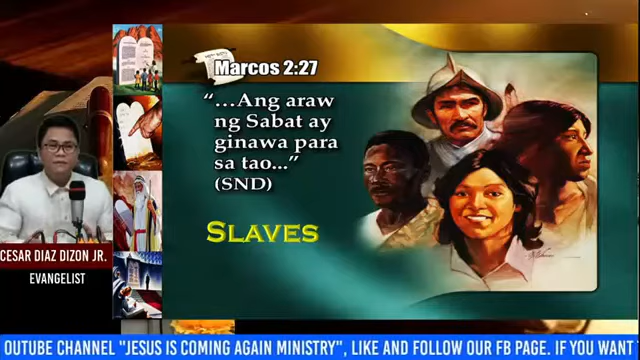 Marcos 2:27
“…Ang araw
ng Sabat ay
ginawa para
sa tao...”
(SND)
SLAVES
CESAR DIAZ DIZON JR.
EVANGELIST
OUTUBE CHANNEL "JESUS IS COMING AGAIN MINISTRY", LIKE AND FOLLOW OUR FB PAGE. IF YOU WANT